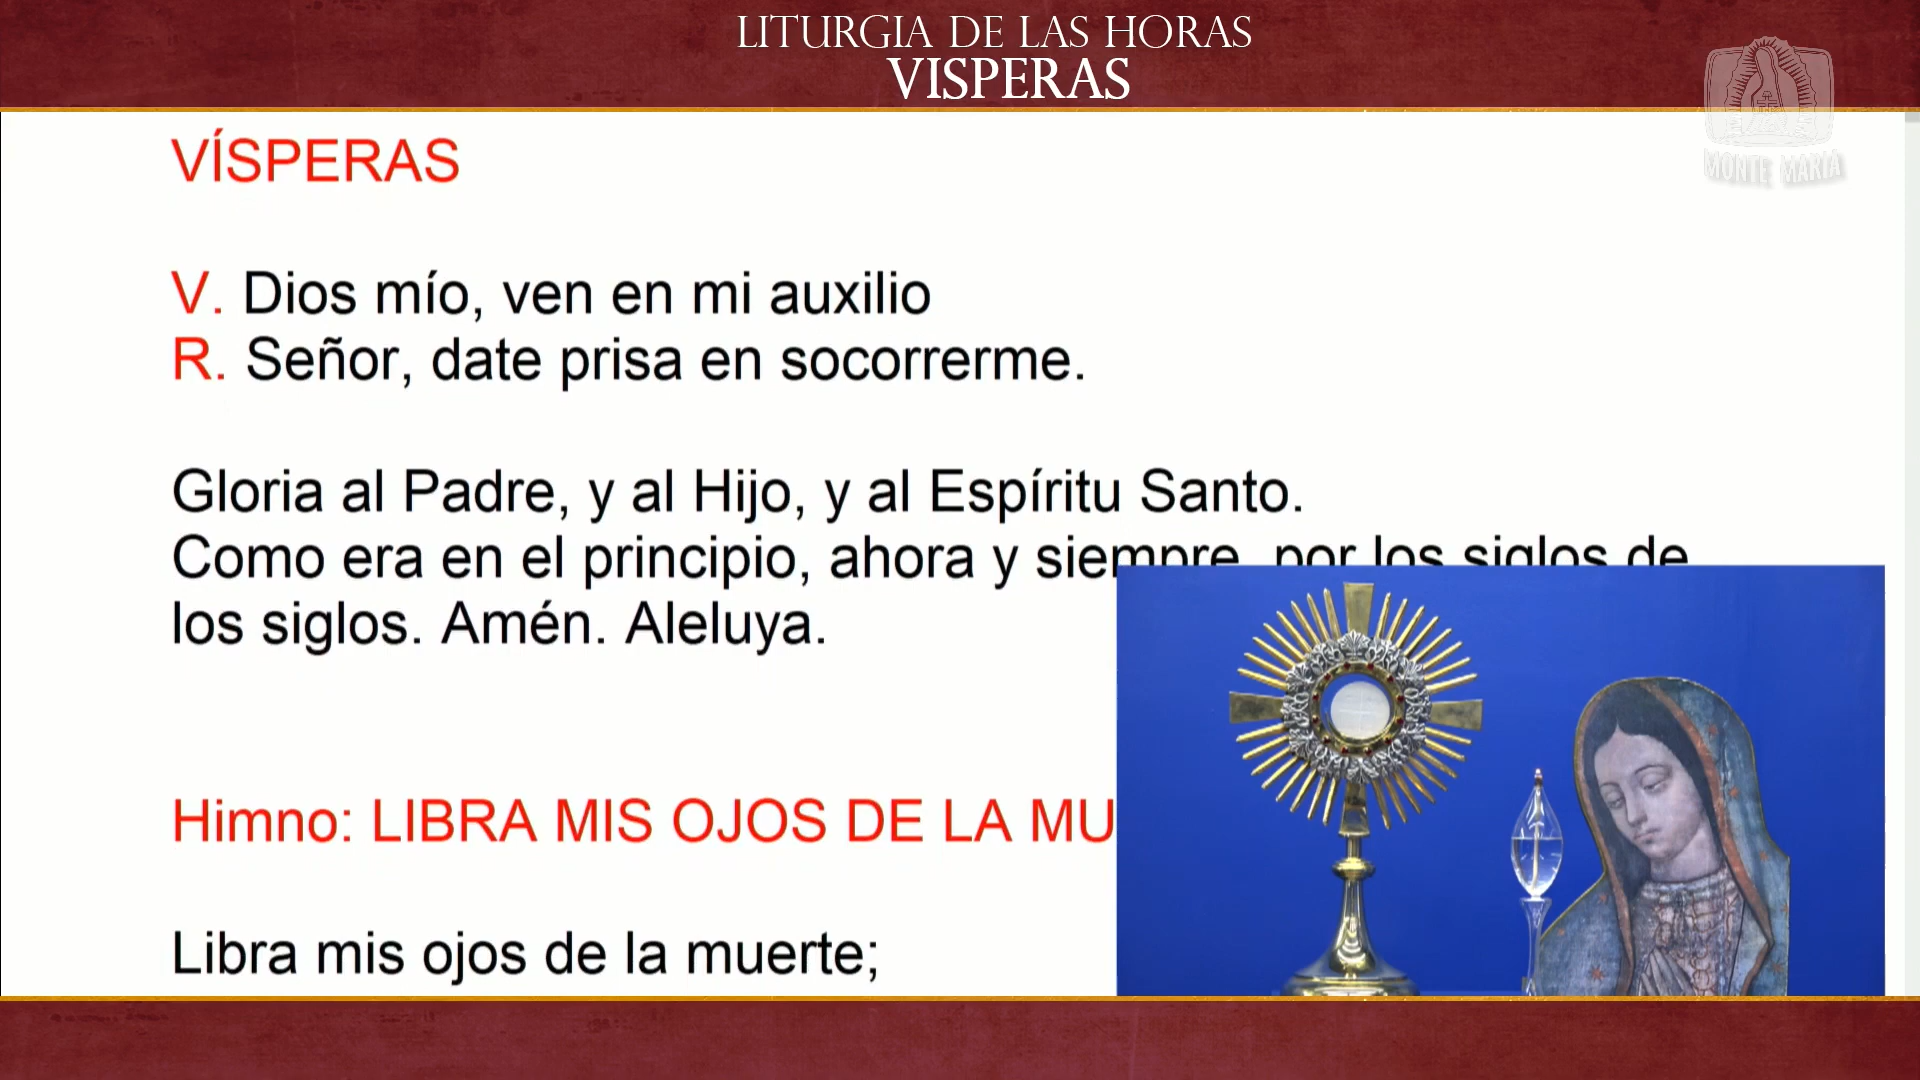 LITURGIA DE LAS HORAS
VISPERAS
MONTE MARÍA
VÍSPERAS
V. Dios mío, ven en mi auxilio
R. Señor, date prisa en socorrerme.
Gloria al Padre, y al Hijo, y al Espíritu Santo.
Como era en el principio, ahora y siempre, por los siglos de
los siglos. Amén. Aleluya.
Himno: LIBRA MIS OJOS DE LA MU
Libra mis ojos de la muerte;